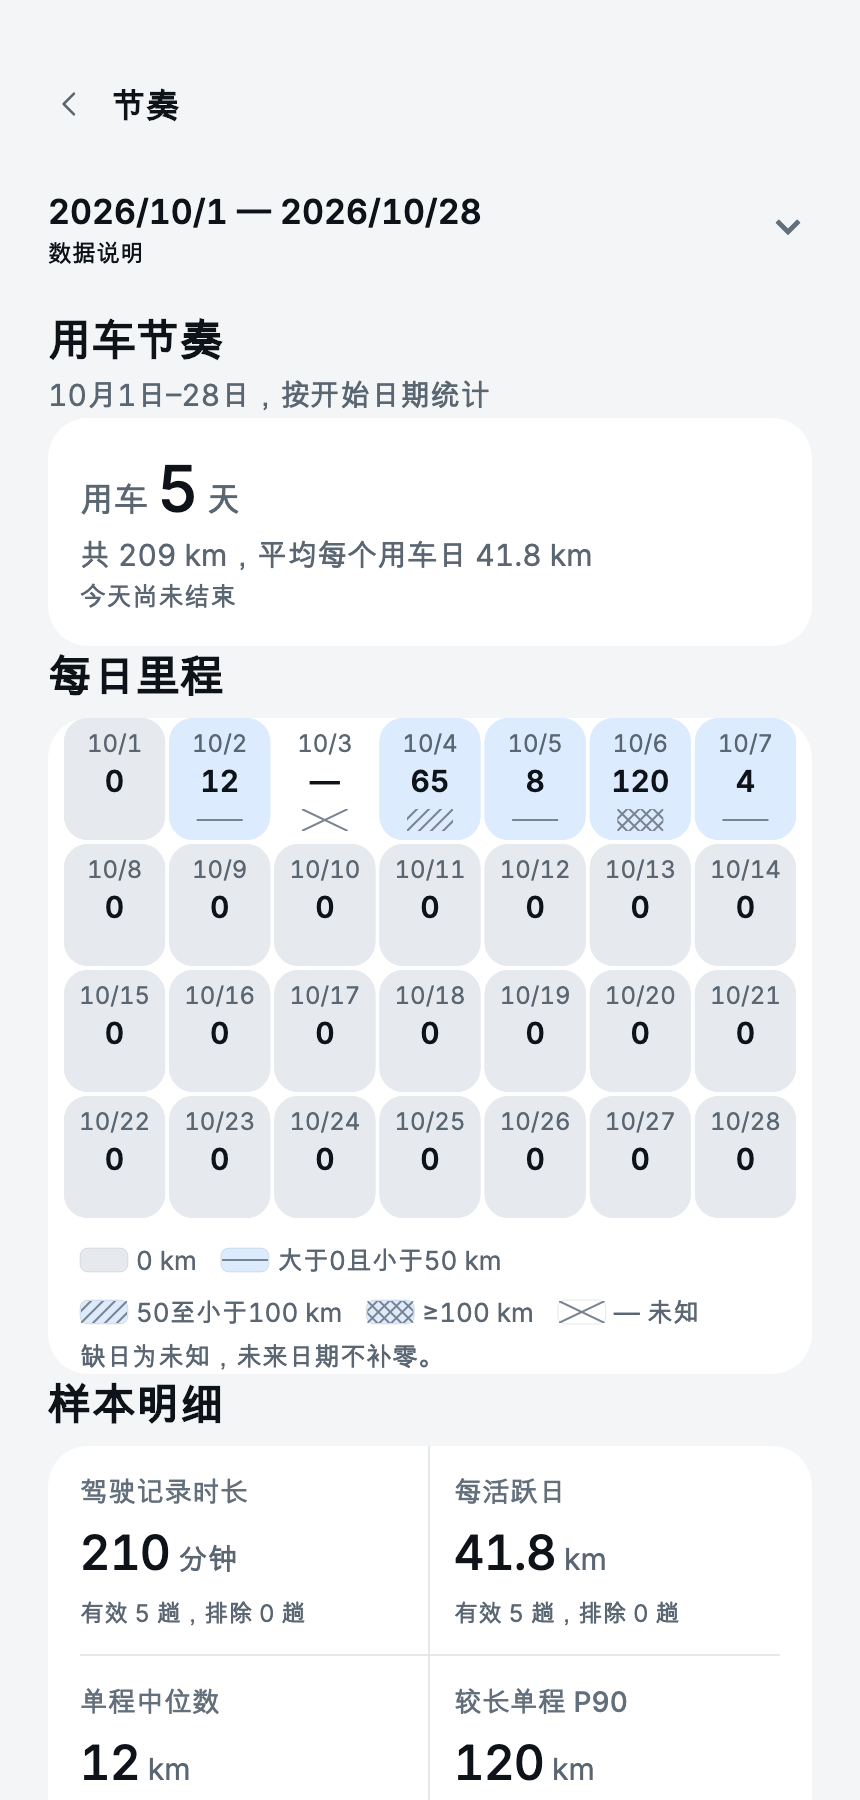 节奏
2026/10/1 — 2026/10/28
数据说明
用车节奏
10月1日–28日，按开始日期统计
用车 5 天
共 209 km，平均每个用车日 41.8 km
今天尚未结束
每日里程
10/1 10/2 10/3 10/4 10/5 10/6 10/7
0 12 — 65 8 120 4
10/8 10/9 10/10 10/11 10/12 10/13 10/14
0 0 0 0 0 0 0
10/15 10/16 10/17 10/18 10/19 10/20 10/21
0 0 0 0 0 0 0
10/22 10/23 10/24 10/25 10/26 10/27 10/28
0 0 0 0 0 0 0
0 km 大于0且小于50 km
50至小于100 km ≥100 km — 未知
缺日为未知，未来日期不补零。
样本明细
驾驶记录时长 每活跃日
210 分钟 41.8 km
有效 5 趟，排除 0 趟 有效 5 趟，排除 0 趟
单程中位数 较长单程 P90
12 km 120 km